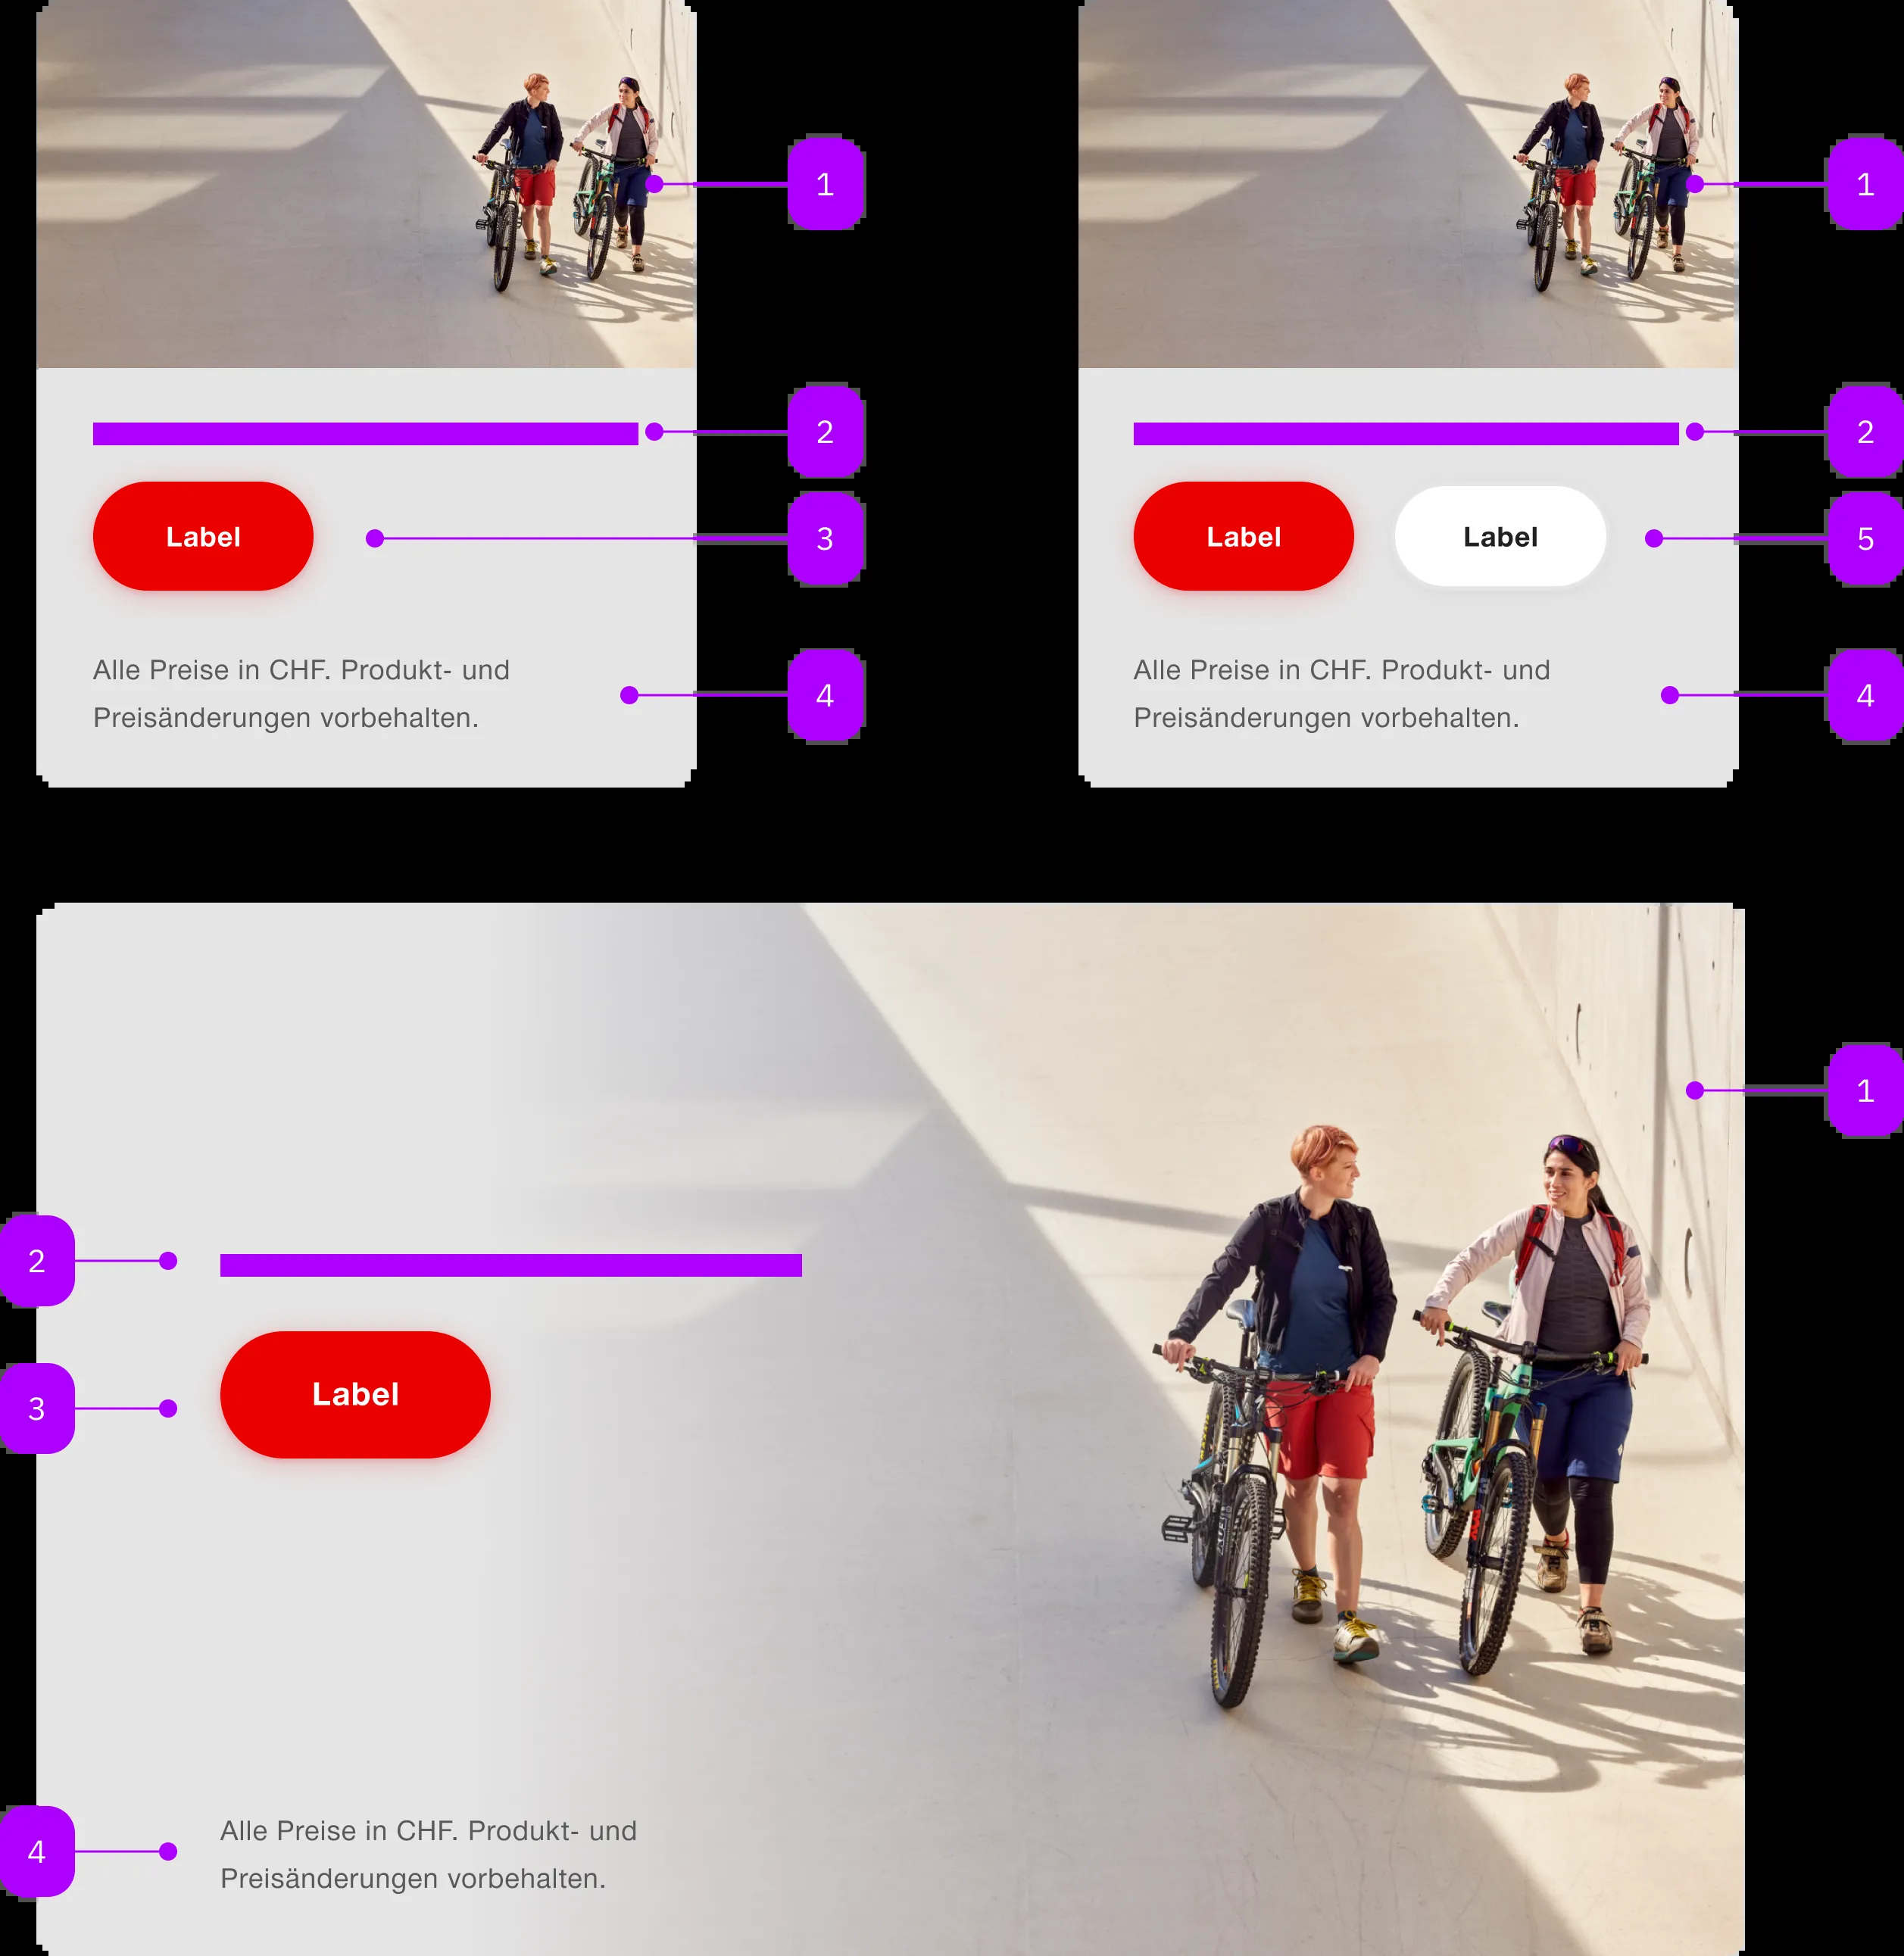 1
2
Label
3
Alle Preise in CHF. Produkt- und
Preisänderungen vorbehalten.
4
1
2
Label
Label
5
Alle Preise in CHF. Produkt- und
Preisänderungen vorbehalten.
4
1
2
Label
3
4
Alle Preise in CHF. Produkt- und
Preisänderungen vorbehalten.